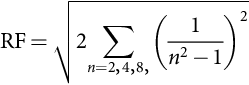 RF = √(2 ∑_{n=2,4,8,} (1/(n² − 1))²)